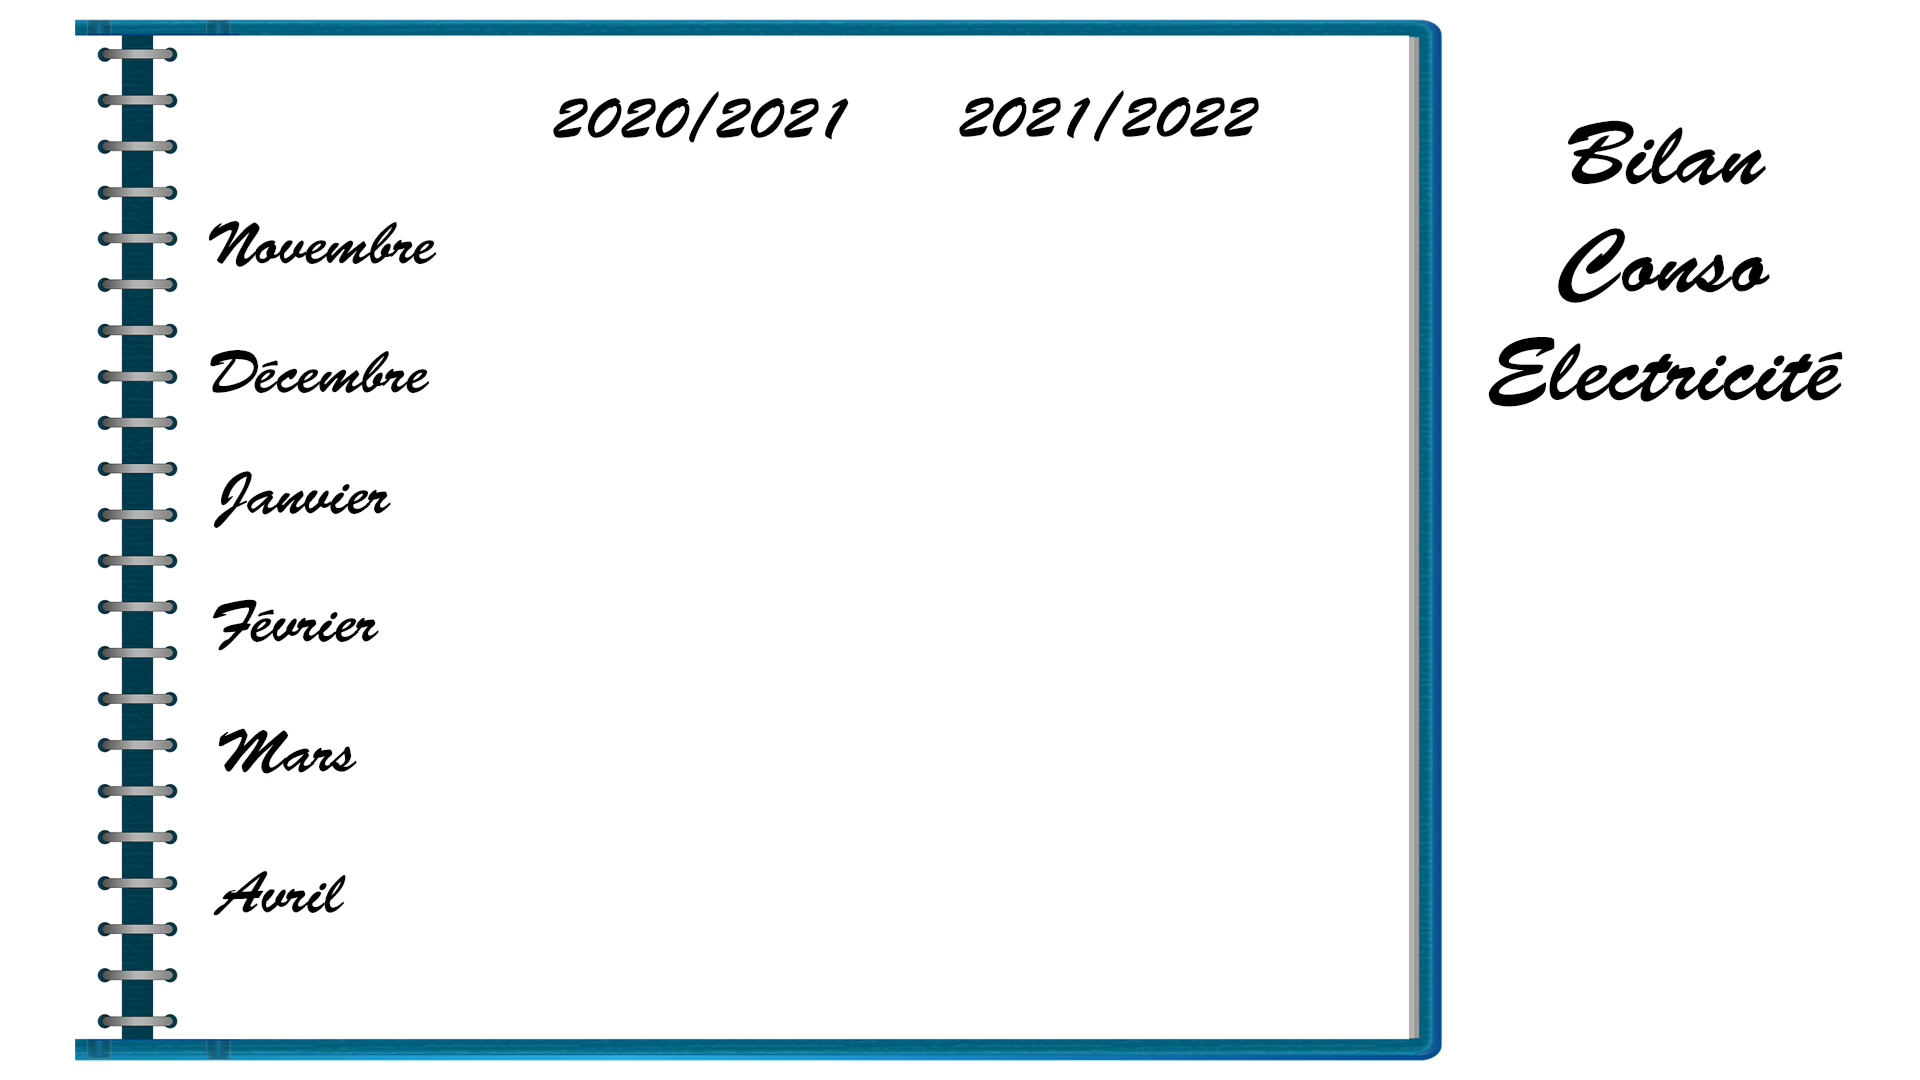 2020/2021 2021/2022
Novembre
Décembre
Janvier
Février
Mars
Avril
Bilan
Conso
Electricité